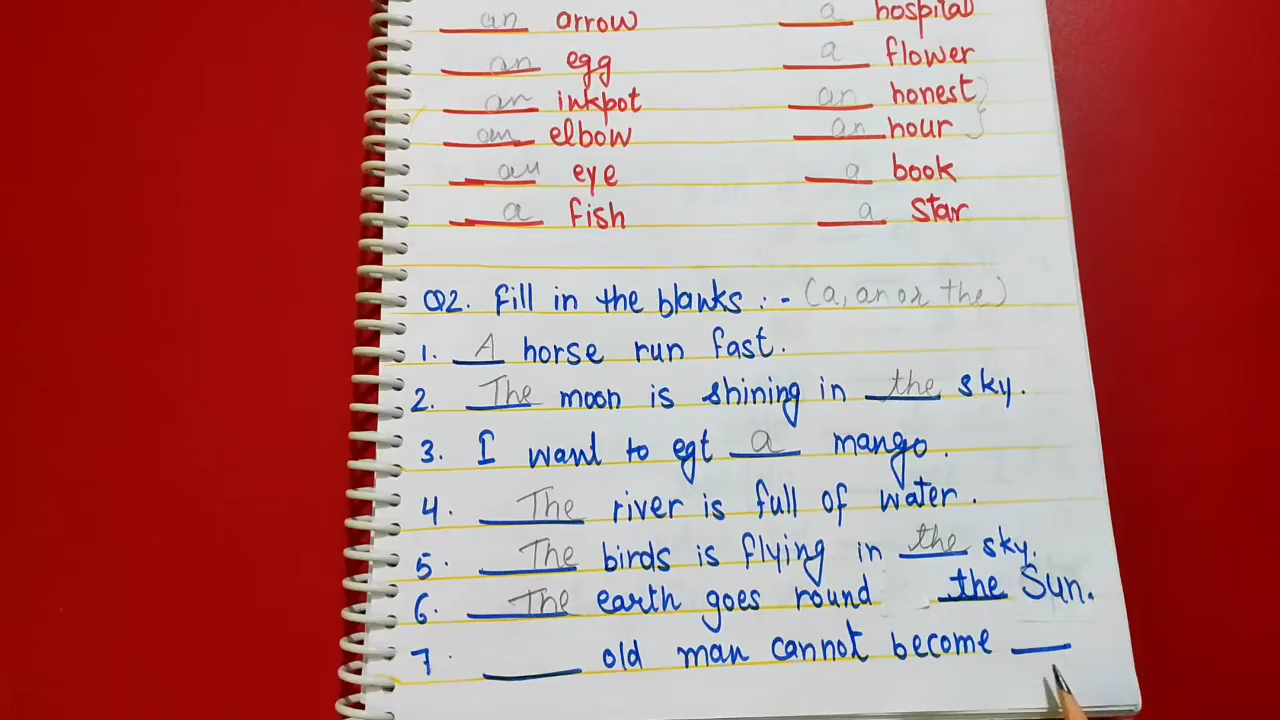 an arrow a hospital
an egg a flower
an inkpot an honest
an elbow an hour
an eye a book
a fish a star
Q2. Fill in the blanks :- (a, an or the)
1. A horse run fast.
2. The moon is shining in the sky.
3. I want to egt a mango.
4. The river is full of water.
5. The birds is flying in the sky.
6. The earth goes round the Sun.
7. ____ old man cannot become ____